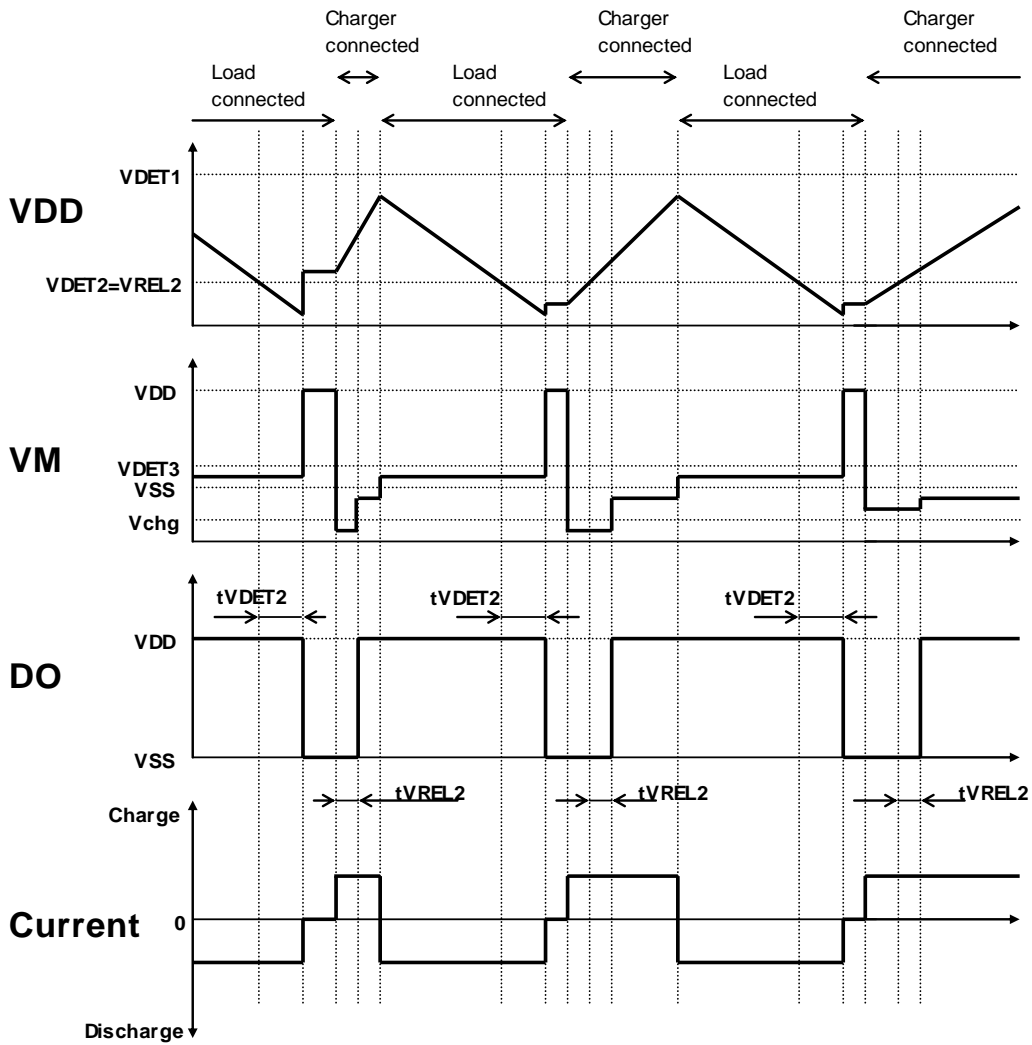 Charger
connected
Charger
connected
Charger
connected
Load
connected
Load
connected
Load
connected
VDET1
VDD
VDET2=VREL2
VDD
VM
VDET3
VSS
Vchg
tVDET2
tVDET2
tVDET2
VDD
DO
VSS
tVREL2
tVREL2
tVREL2
Charge
Current
0
Discharge